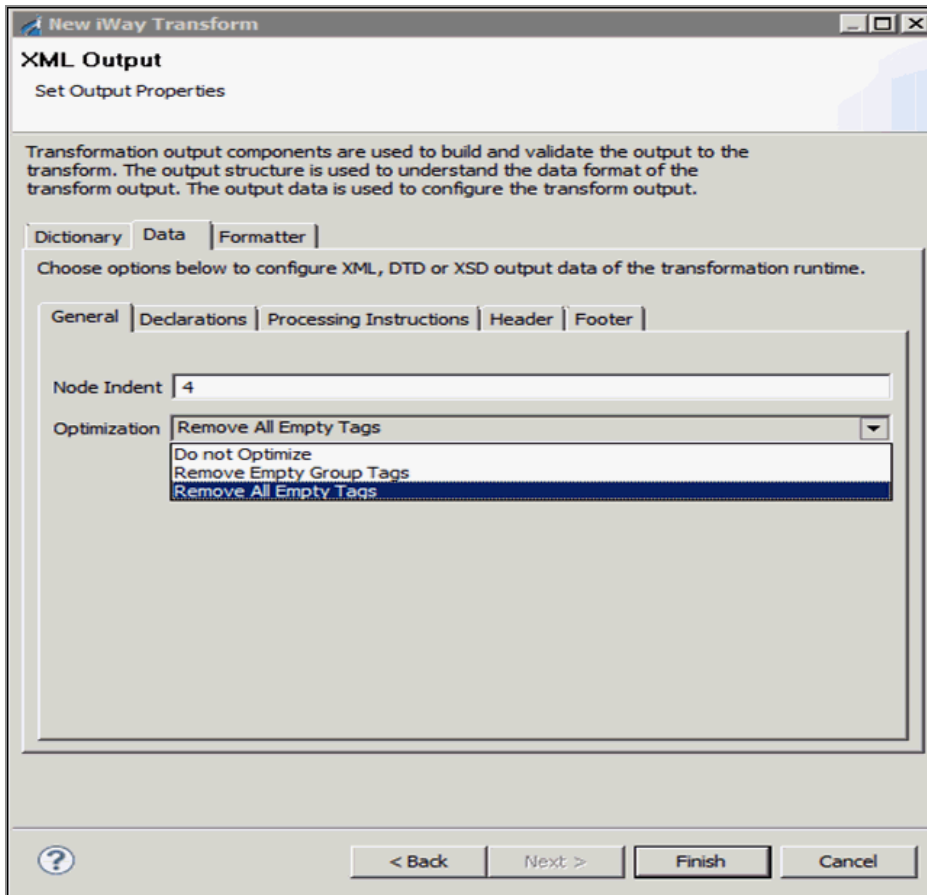 New iWay Transform
XML Output
Set Output Properties
Transformation output components are used to build and validate the output to the
transform. The output structure is used to understand the data format of the
transform output. The output data is used to configure the transform output.
Dictionary Data Formatter
Choose options below to configure XML, DTD or XSD output data of the transformation runtime.
General Declarations Processing Instructions Header Footer
Node Indent 4
Optimization Remove All Empty Tags
Do not Optimize
Remove Empty Group Tags
Remove All Empty Tags
? < Back Next > Finish Cancel